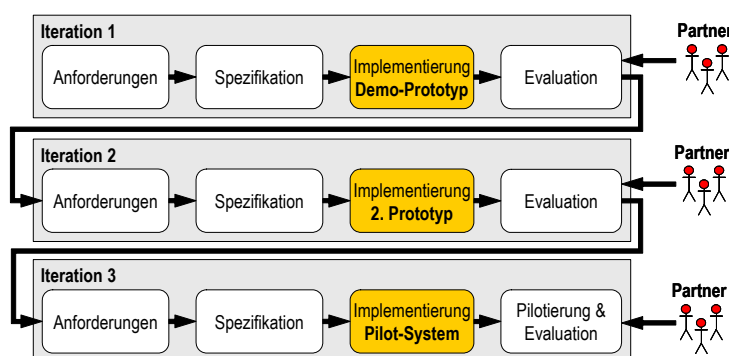 Iteration 1
Partner
Anforderungen
Spezifikation
Implementierung
Demo-Prototyp
Evaluation
Iteration 2
Partner
Anforderungen
Spezifikation
Implementierung
2. Prototyp
Evaluation
Iteration 3
Partner
Anforderungen
Spezifikation
Implementierung
Pilot-System
Pilotierung &
Evaluation